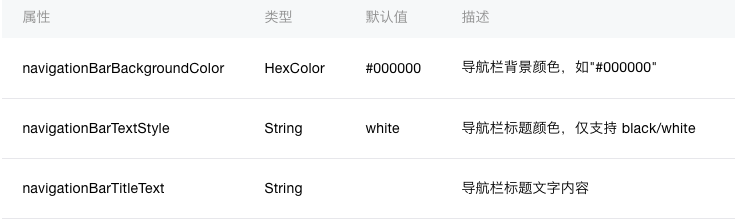 属性 类型 默认值 描述
navigationBarBackgroundColor HexColor #000000 导航栏背景颜色，如"#000000"
navigationBarTextStyle String white 导航栏标题颜色，仅支持 black/white
navigationBarTitleText String 导航栏标题文字内容